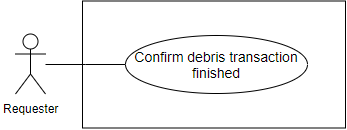 Confirm debris transaction
finished
Requester